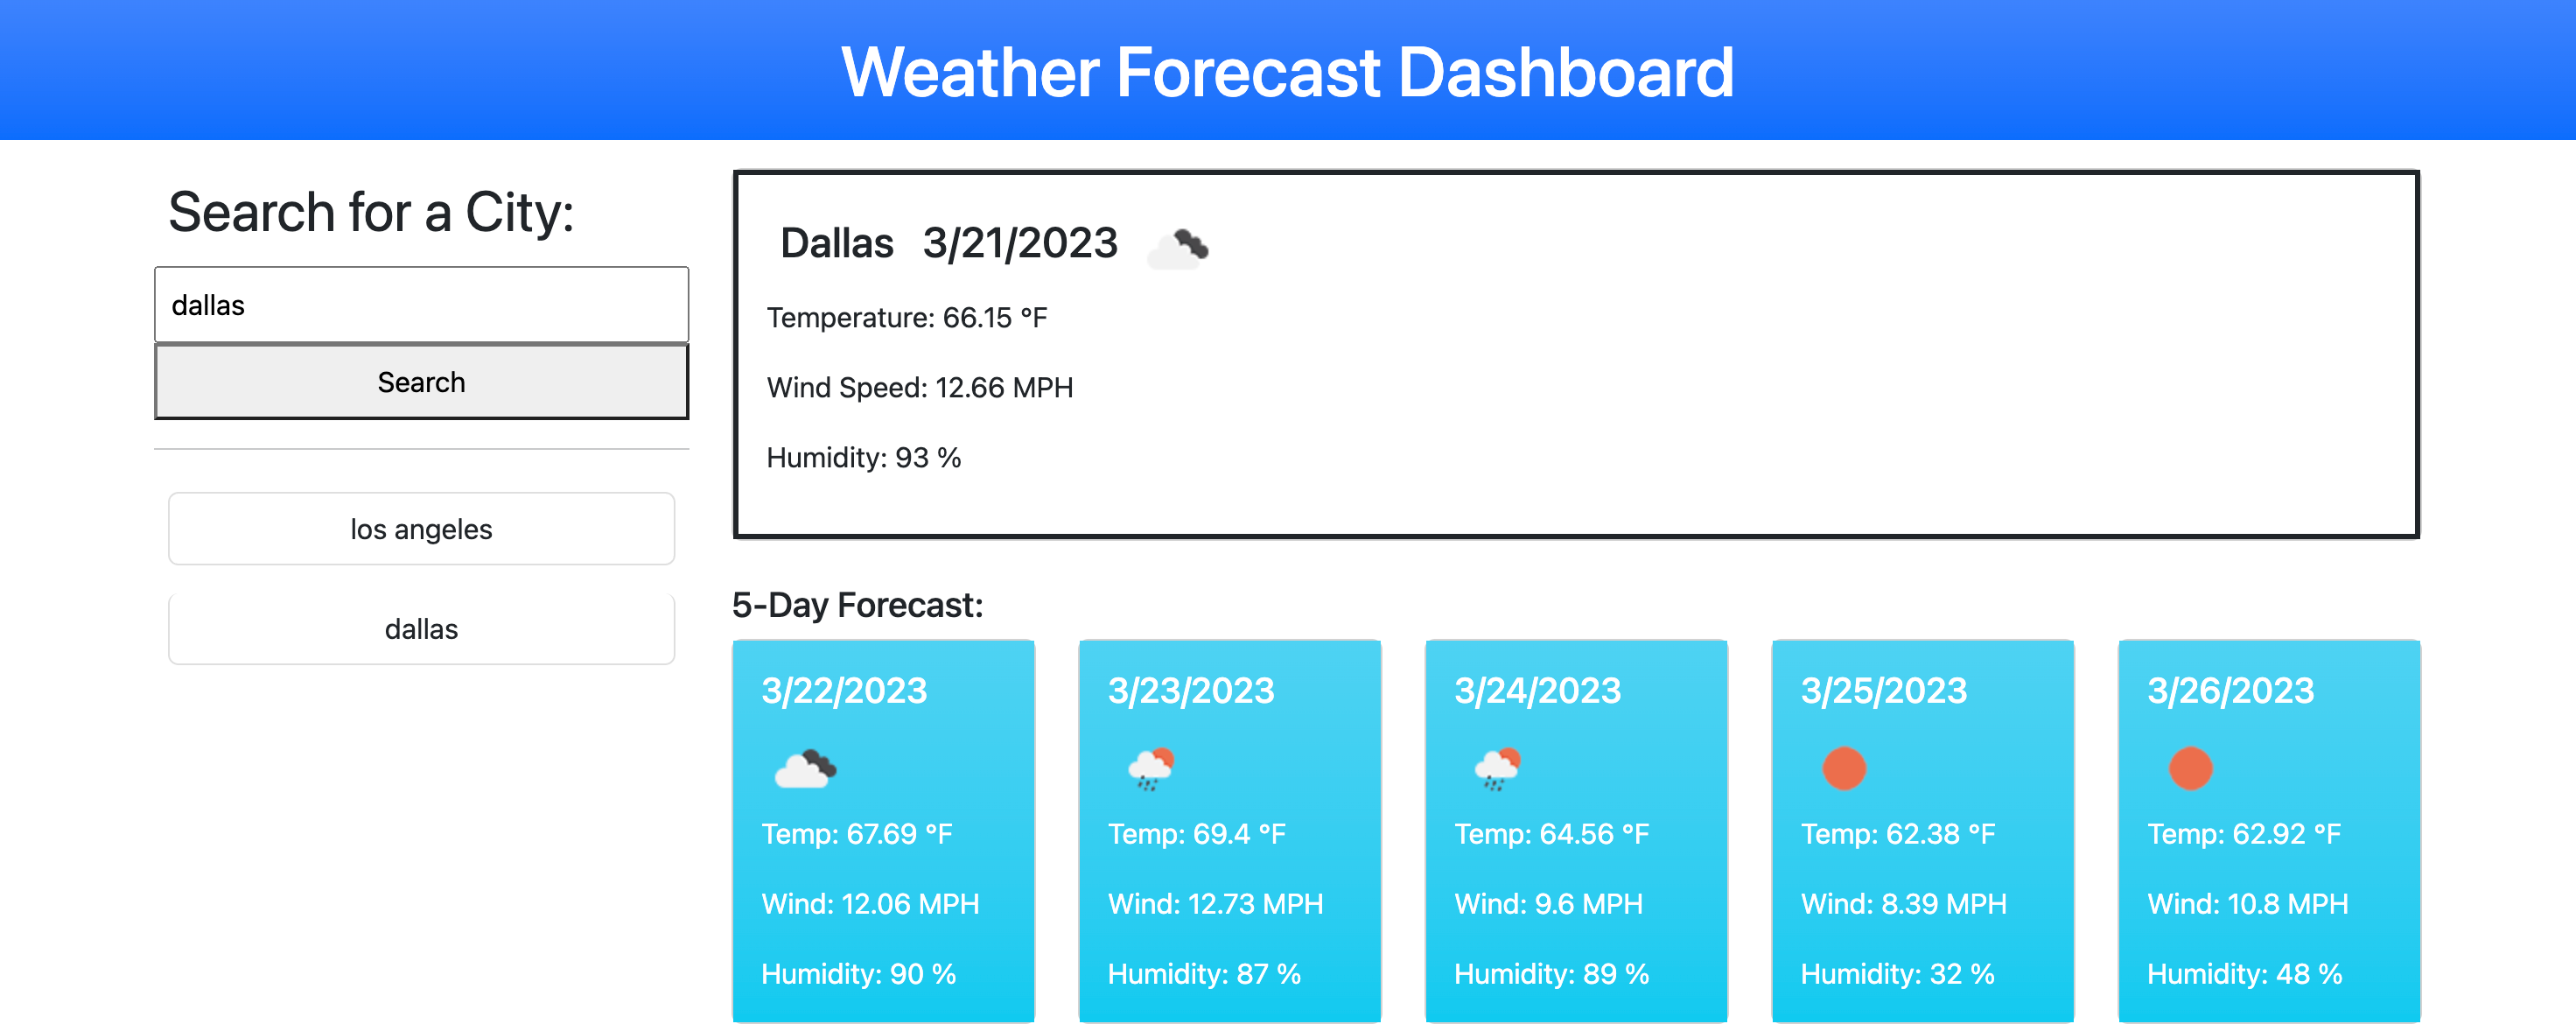 Weather Forecast Dashboard
Search for a City:
dallas
Search
los angeles
dallas
Dallas 3/21/2023
Temperature: 66.15 °F
Wind Speed: 12.66 MPH
Humidity: 93 %
5-Day Forecast:
3/22/2023
Temp: 67.69 °F
Wind: 12.06 MPH
Humidity: 90 %
3/23/2023
Temp: 69.4 °F
Wind: 12.73 MPH
Humidity: 87 %
3/24/2023
Temp: 64.56 °F
Wind: 9.6 MPH
Humidity: 89 %
3/25/2023
Temp: 62.38 °F
Wind: 8.39 MPH
Humidity: 32 %
3/26/2023
Temp: 62.92 °F
Wind: 10.8 MPH
Humidity: 48 %